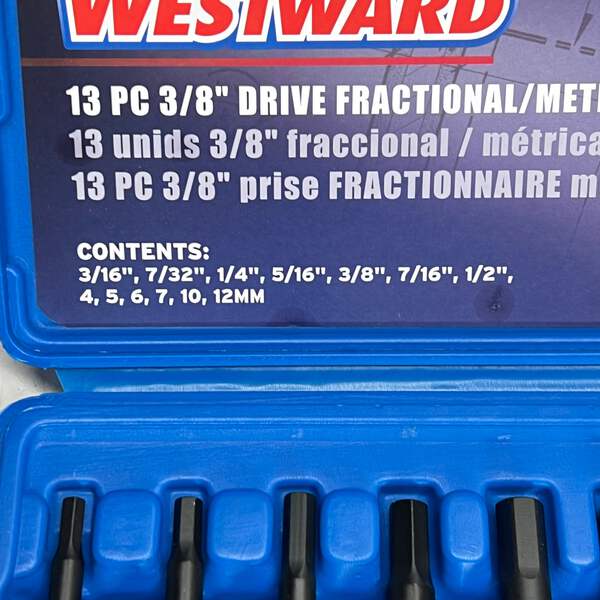 WESTWARD
13 PC 3/8" DRIVE FRACTIONAL/MET
13 unids 3/8" fraccional / métrica
13 PC 3/8" prise FRACTIONNAIRE m
CONTENTS:
3/16", 7/32", 1/4", 5/16", 3/8", 7/16", 1/2",
4, 5, 6, 7, 10, 12MM